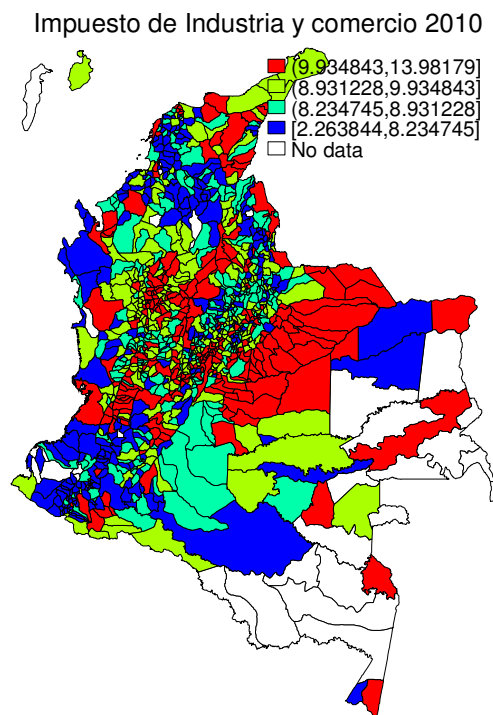 Impuesto de Industria y comercio 2010
(9.934843,13.98179]
(8.931228,9.934843]
(8.234745,8.931228]
[2.263844,8.234745]
No data